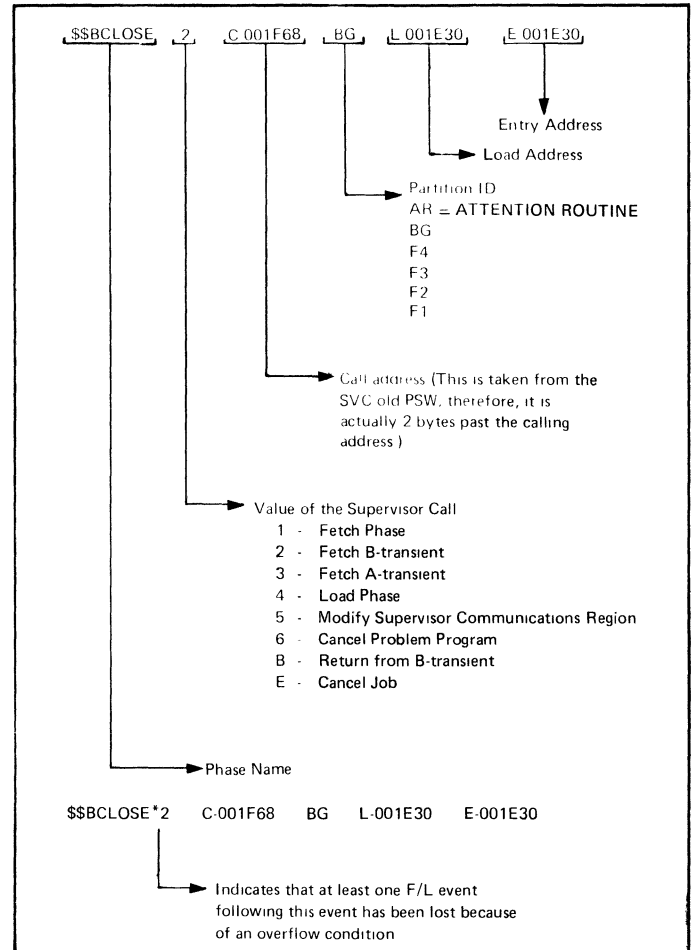 $$BCLOSE 2 C 001F68 BG L 001E30 E 001E30
Entry Address
Load Address
Partition ID
AR = ATTENTION ROUTINE
BG
F4
F3
F2
F1
Call address (This is taken from the
SVC old PSW, therefore, it is
actually 2 bytes past the calling
address )
Value of the Supervisor Call
1 - Fetch Phase
2 - Fetch B-transient
3 - Fetch A-transient
4 - Load Phase
5 - Modify Supervisor Communications Region
6 - Cancel Problem Program
B - Return from B-transient
E - Cancel Job
Phase Name
$$BCLOSE*2 C-001F68 BG L-001E30 E-001E30
Indicates that at least one F/L event
following this event has been lost because
of an overflow condition